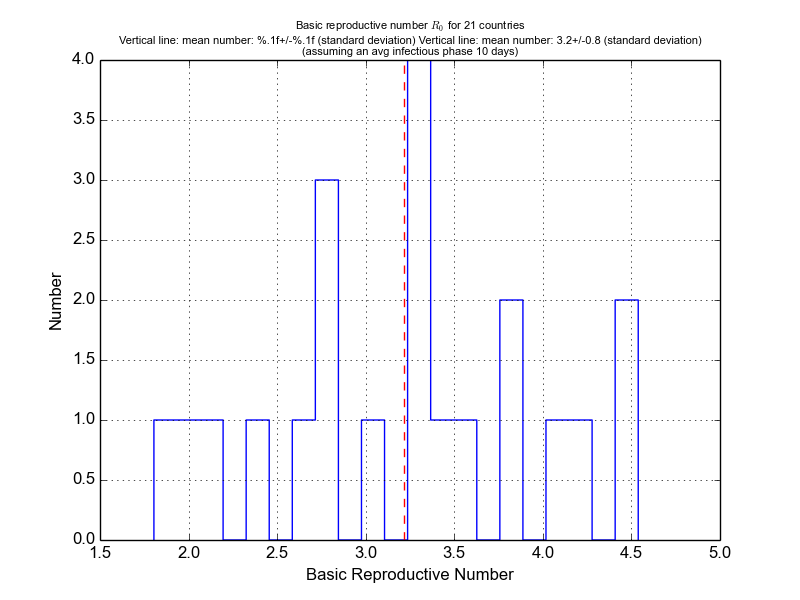 Basic reproductive number R₀ for 21 countries
Vertical line: mean number: %.1f+/-%.1f (standard deviation) Vertical line: mean number: 3.2+/-0.8 (standard deviation)
(assuming an avg infectious phase 10 days)
4.0
3.5
3.0
2.5
2.0
1.5
1.0
0.5
0.0
Number
1.5 2.0 2.5 3.0 3.5 4.0 4.5 5.0
Basic Reproductive Number